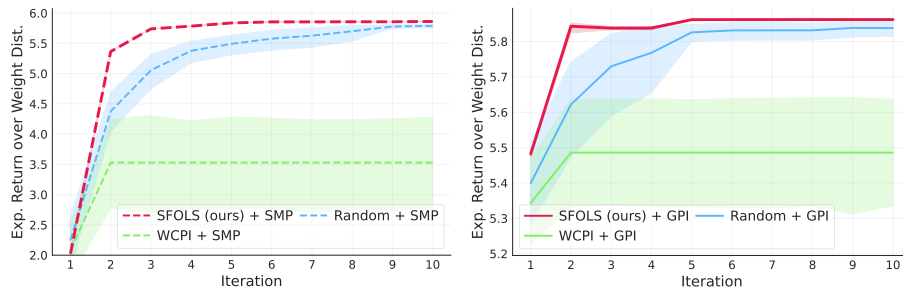 Exp. Return over Weight Dist.
6.0
5.5
5.0
4.5
4.0
3.5
3.0
2.5
2.0
SFOLS (ours) + SMP
Random + SMP
WCPI + SMP
1 2 3 4 5 6 7 8 9 10
Iteration
Exp. Return over Weight Dist.
5.8
5.7
5.6
5.4
5.3
5.2
SFOLS (ours) + GPI
Random + GPI
WCPI + GPI
1 2 3 4 5 6 7 8 9 10
Iteration